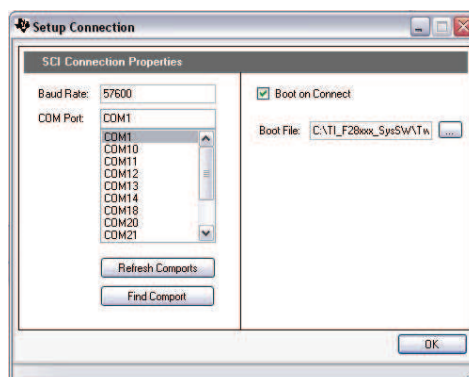 Setup Connection
SCI Connection Properties
Baud Rate: 57600
COM Port: COM1
COM1
COM10
COM11
COM12
COM13
COM14
COM18
COM20
COM21
Refresh Comports
Find Comport
Boot on Connect
Boot File: C:\TI_F28xxx_SysSW\Tw
...
OK